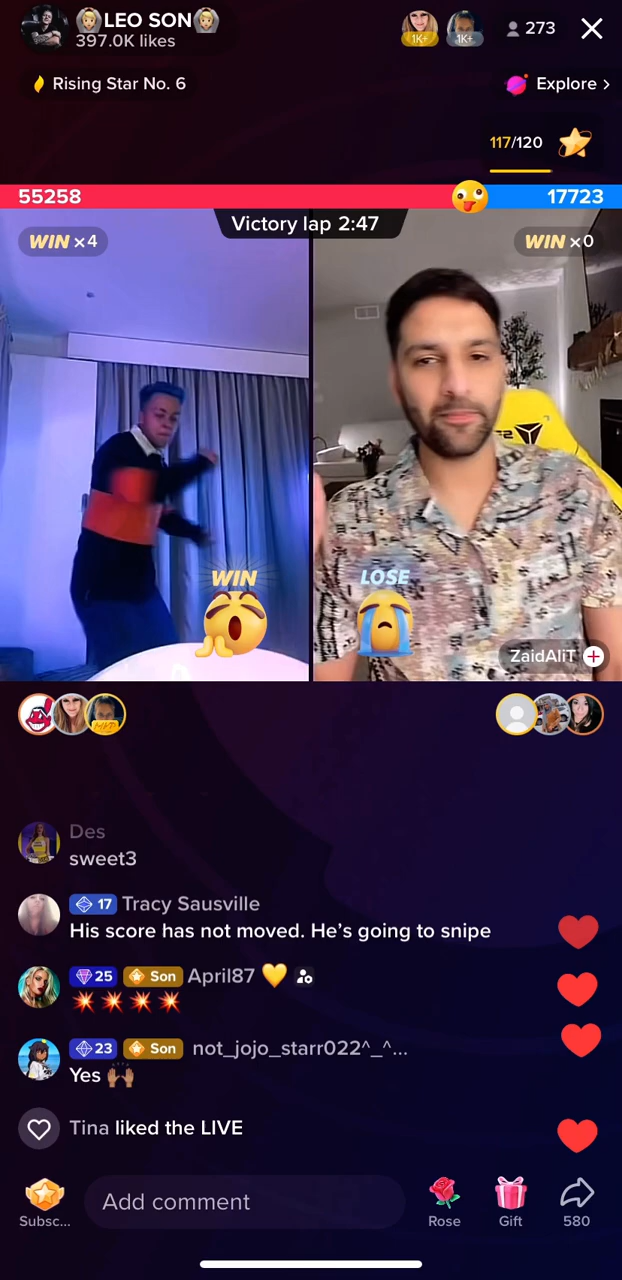 LEO SON
397.0K likes
1K+
1K+
273
Rising Star No. 6
Explore >
117/120
55258
17723
Victory lap 2:47
WIN x4
WIN x0
WIN
LOSE
ZaidAliT
Des
sweet3
17 Tracy Sausville
His score has not moved. He's going to snipe
25 Son April87
23 Son not_jojo_starr022^_^...
Yes
Tina liked the LIVE
Subsc...
Add comment
Rose
Gift
580